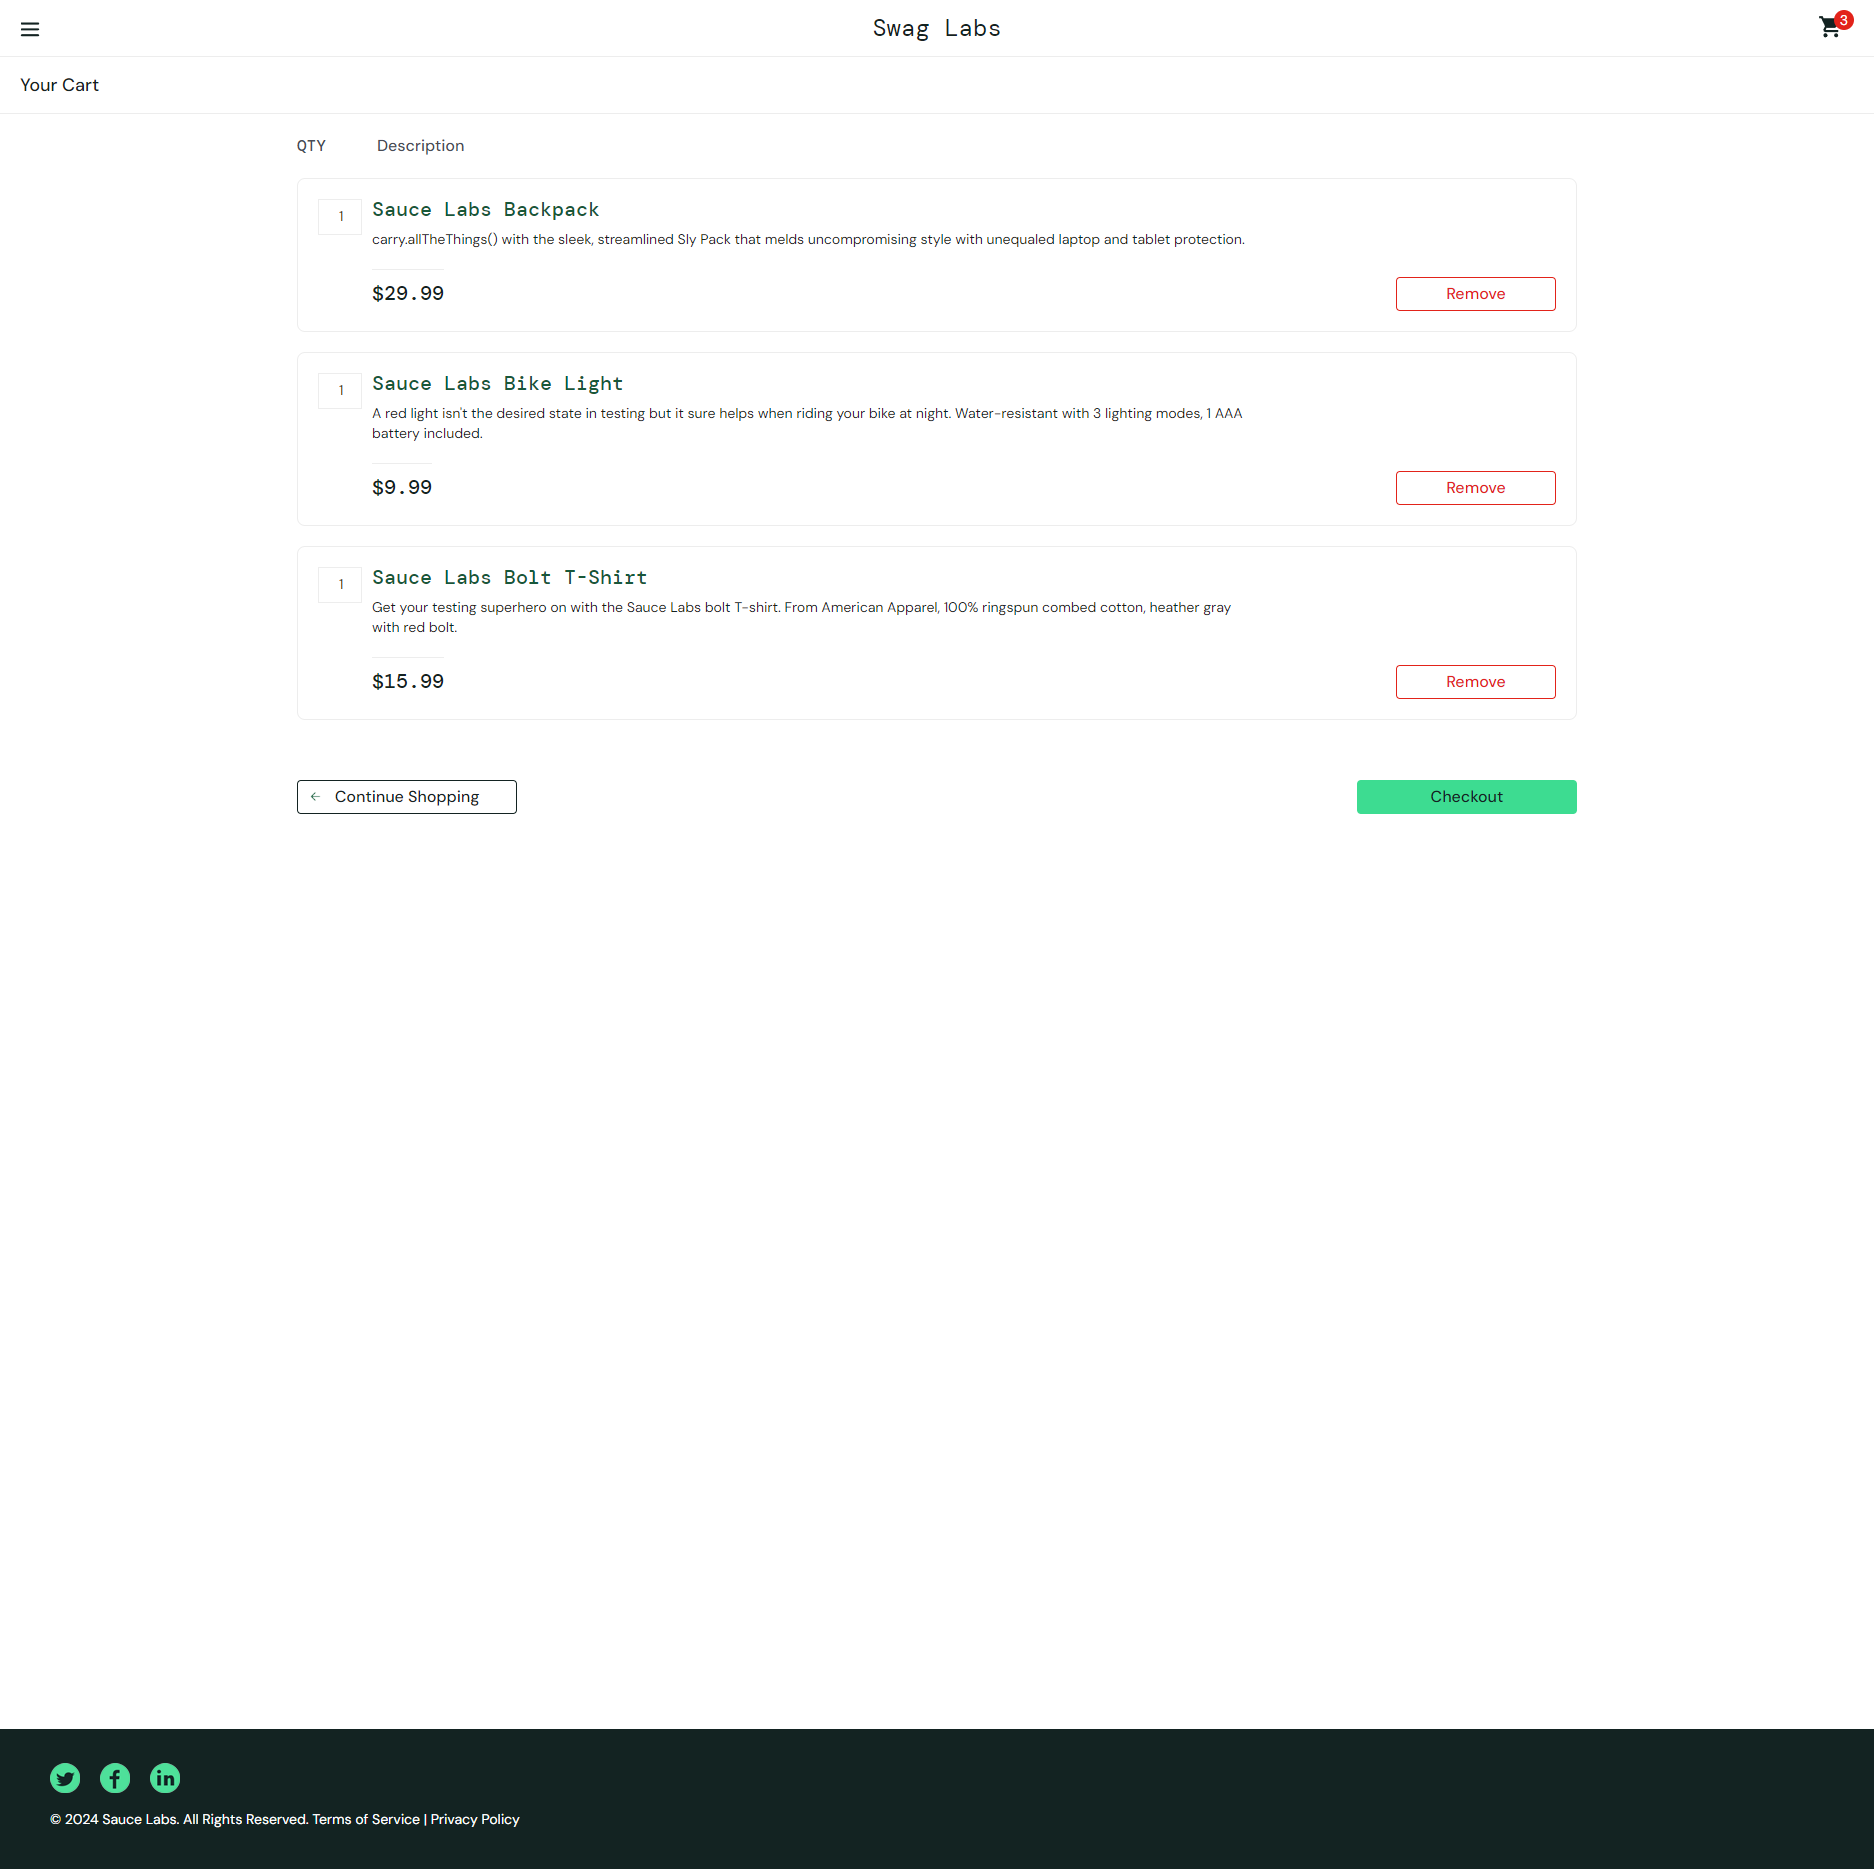 Swag Labs
3
Your Cart
QTY Description
1
Sauce Labs Backpack
carry.allTheThings() with the sleek, streamlined Sly Pack that melds uncompromising style with unequaled laptop and tablet protection.
$29.99
Remove
1
Sauce Labs Bike Light
A red light isn't the desired state in testing but it sure helps when riding your bike at night. Water-resistant with 3 lighting modes, 1 AAA
battery included.
$9.99
Remove
1
Sauce Labs Bolt T-Shirt
Get your testing superhero on with the Sauce Labs bolt T-shirt. From American Apparel, 100% ringspun combed cotton, heather gray
with red bolt.
$15.99
Remove
Continue Shopping
Checkout
© 2024 Sauce Labs. All Rights Reserved. Terms of Service | Privacy Policy